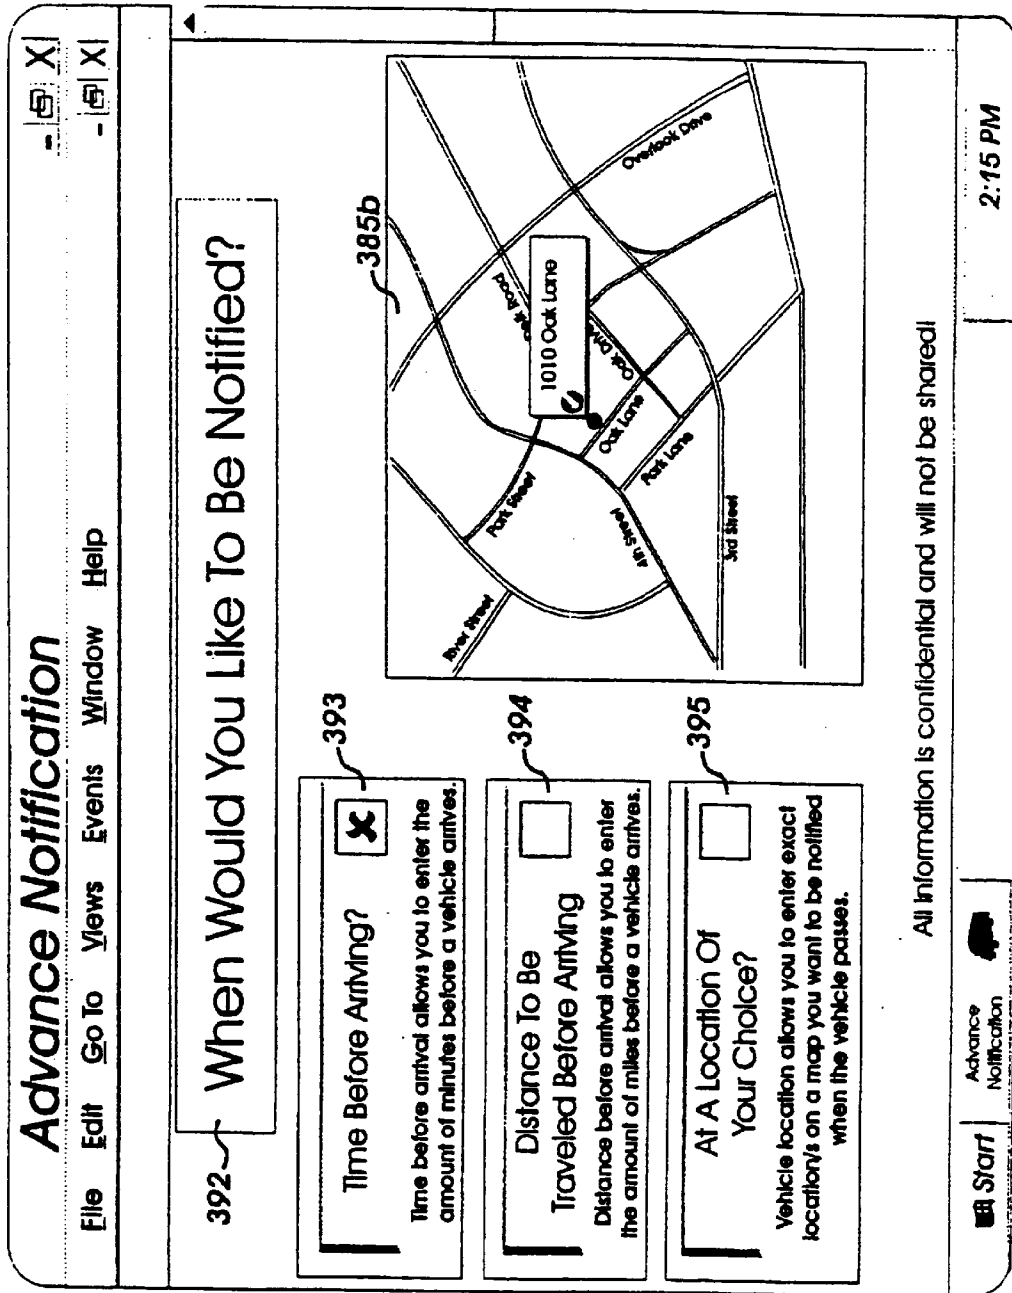 Advance Notification
- X
File Edit Go To Views Events Window Help
- X
392 When Would You Like To Be Notified?
393
Time Before Arriving?
X
Time before arrival allows you to enter the
amount of minutes before a vehicle arrives.
394
Distance To Be
Traveled Before Arriving
Distance before arrival allows you to enter
the amount of miles before a vehicle arrives.
395
At A Location Of
Your Choice?
Vehicle location allows you to enter exact
location/s on a map you want to be notified
when the vehicle passes.
385b
River Street
Park Street
4th Street
3rd Street
Park Lane
Oak Lane
Oak Drive
1010 Oak Lane
Road
Overlook Drive
All information is confidential and will not be shared!
Start
Advance
Notification
2:15 PM